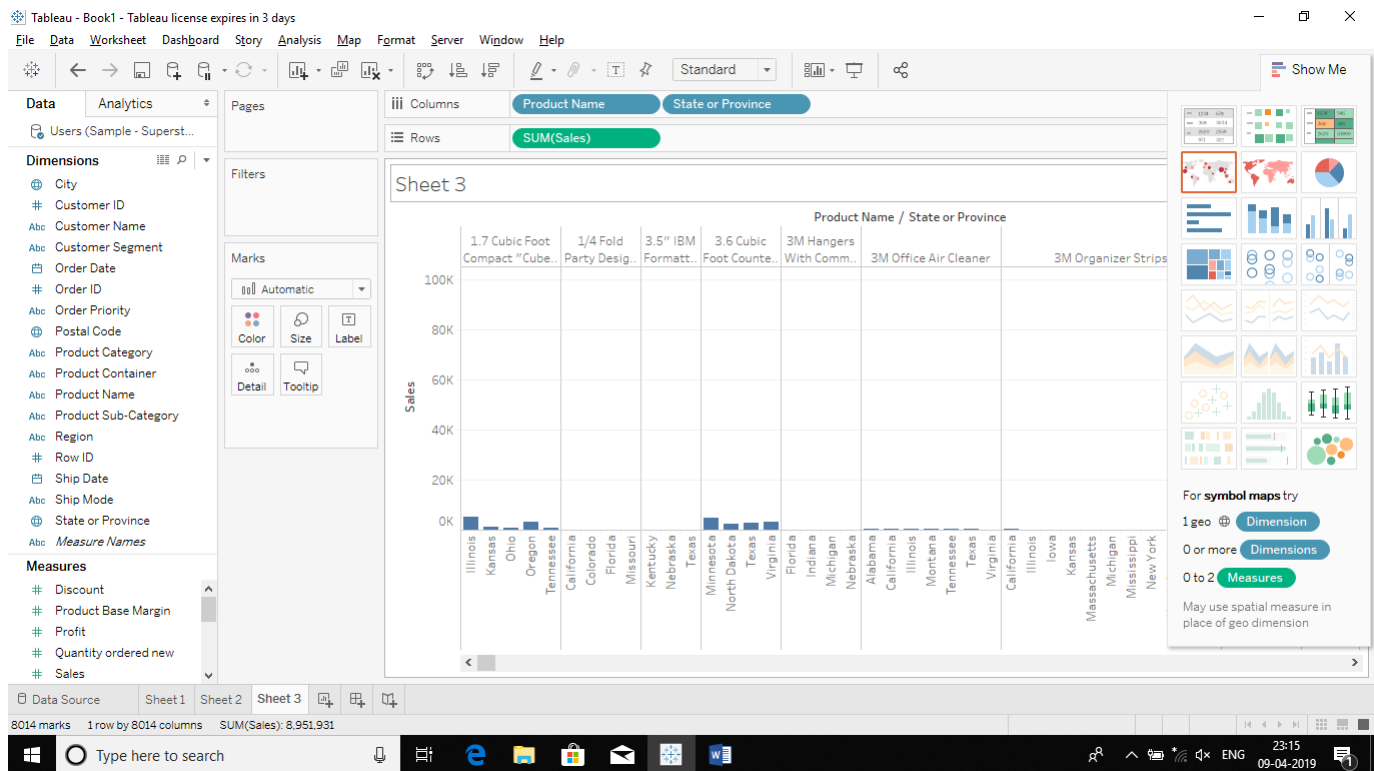 Tableau - Book1 - Tableau license expires in 3 days
File Data Worksheet Dashboard Story Analysis Map Format Server Window Help
Standard
Show Me
Data Analytics
Users (Sample - Superst...
Dimensions
City
Customer ID
Abc Customer Name
Abc Customer Segment
Order Date
Order ID
Abc Order Priority
Postal Code
Abc Product Category
Abc Product Container
Abc Product Name
Abc Product Sub-Category
Abc Region
Row ID
Ship Date
Abc Ship Mode
State or Province
Abc Measure Names
Measures
Discount
Product Base Margin
Profit
Quantity ordered new
Sales
Pages
Filters
Marks
Automatic
Color Size Label
Detail Tooltip
Columns Product Name State or Province
Rows SUM(Sales)
Sheet 3
Product Name / State or Province
1.7 Cubic Foot Compact "Cube..
1/4 Fold Party Desig..
3.5" IBM Formatt..
3.6 Cubic Foot Counte..
3M Hangers With Comm..
3M Office Air Cleaner
3M Organizer Strips
Sales
100K
80K
60K
40K
20K
0K
Illinois
Kansas
Ohio
Oregon
Tennessee
California
Colorado
Florida
Missouri
Kentucky
Nebraska
Texas
Minnesota
North Dakota
Texas
Virginia
Florida
Indiana
Michigan
Nebraska
Alabama
California
Illinois
Montana
Tennessee
Texas
Virginia
California
Illinois
Iowa
Kansas
Massachusetts
Michigan
Mississippi
New York
For symbol maps try
1 geo Dimension
0 or more Dimensions
0 to 2 Measures
May use spatial measure in
place of geo dimension
Data Source Sheet 1 Sheet 2 Sheet 3
8014 marks 1 row by 8014 columns SUM(Sales): 8,951,931
Type here to search
ENG
23:15
09-04-2019
1